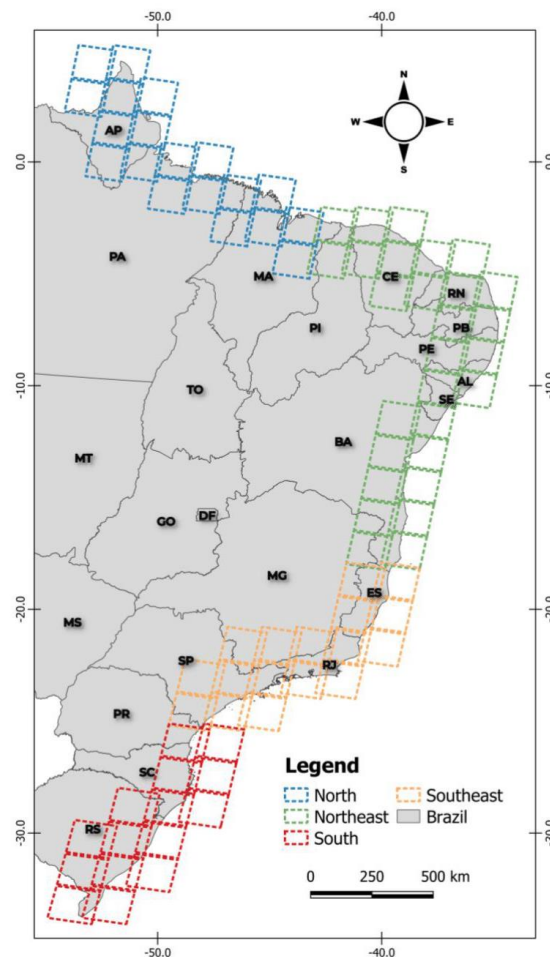 -50.0 -40.0
N
W E
S
AP
0.0 0.0
PA
MA CE
RN
PI PB
PE
-10.0 TO AL -10.0
SE
BA
MT
GO DF
MG
ES
-20.0 MS -20.0
SP RJ
PR
Legend
SC
North Southeast
Northeast Brazil
RS
South
-30.0 -30.0
0 250 500 km
-50.0 -40.0